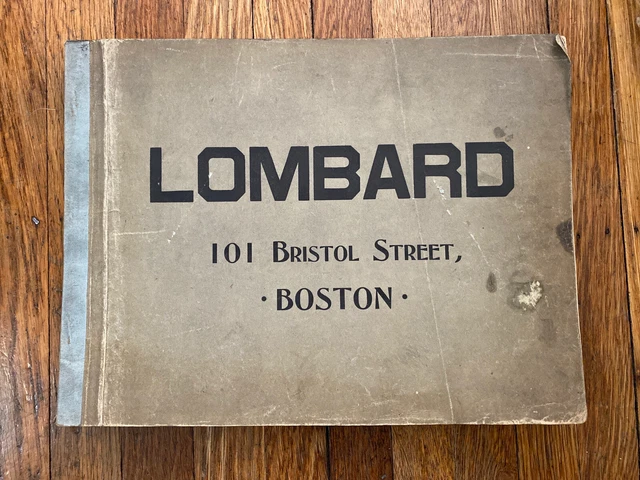 LOMBARD
101 BRISTOL STREET,
· BOSTON ·